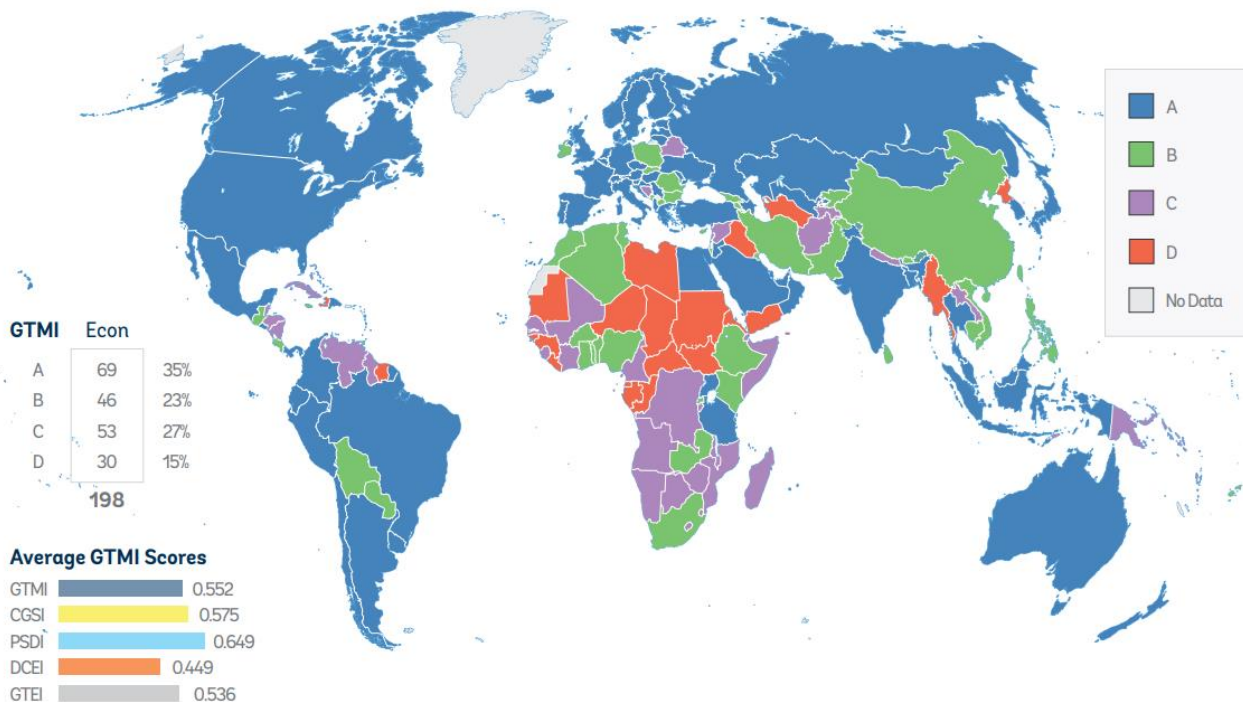 A
B
C
D
No Data
GTMI Econ
A 69 35%
B 46 23%
C 53 27%
D 30 15%
198
Average GTMI Scores
GTMI 0.552
CGSI 0.575
PSDI 0.649
DCEI 0.449
GTEI 0.536